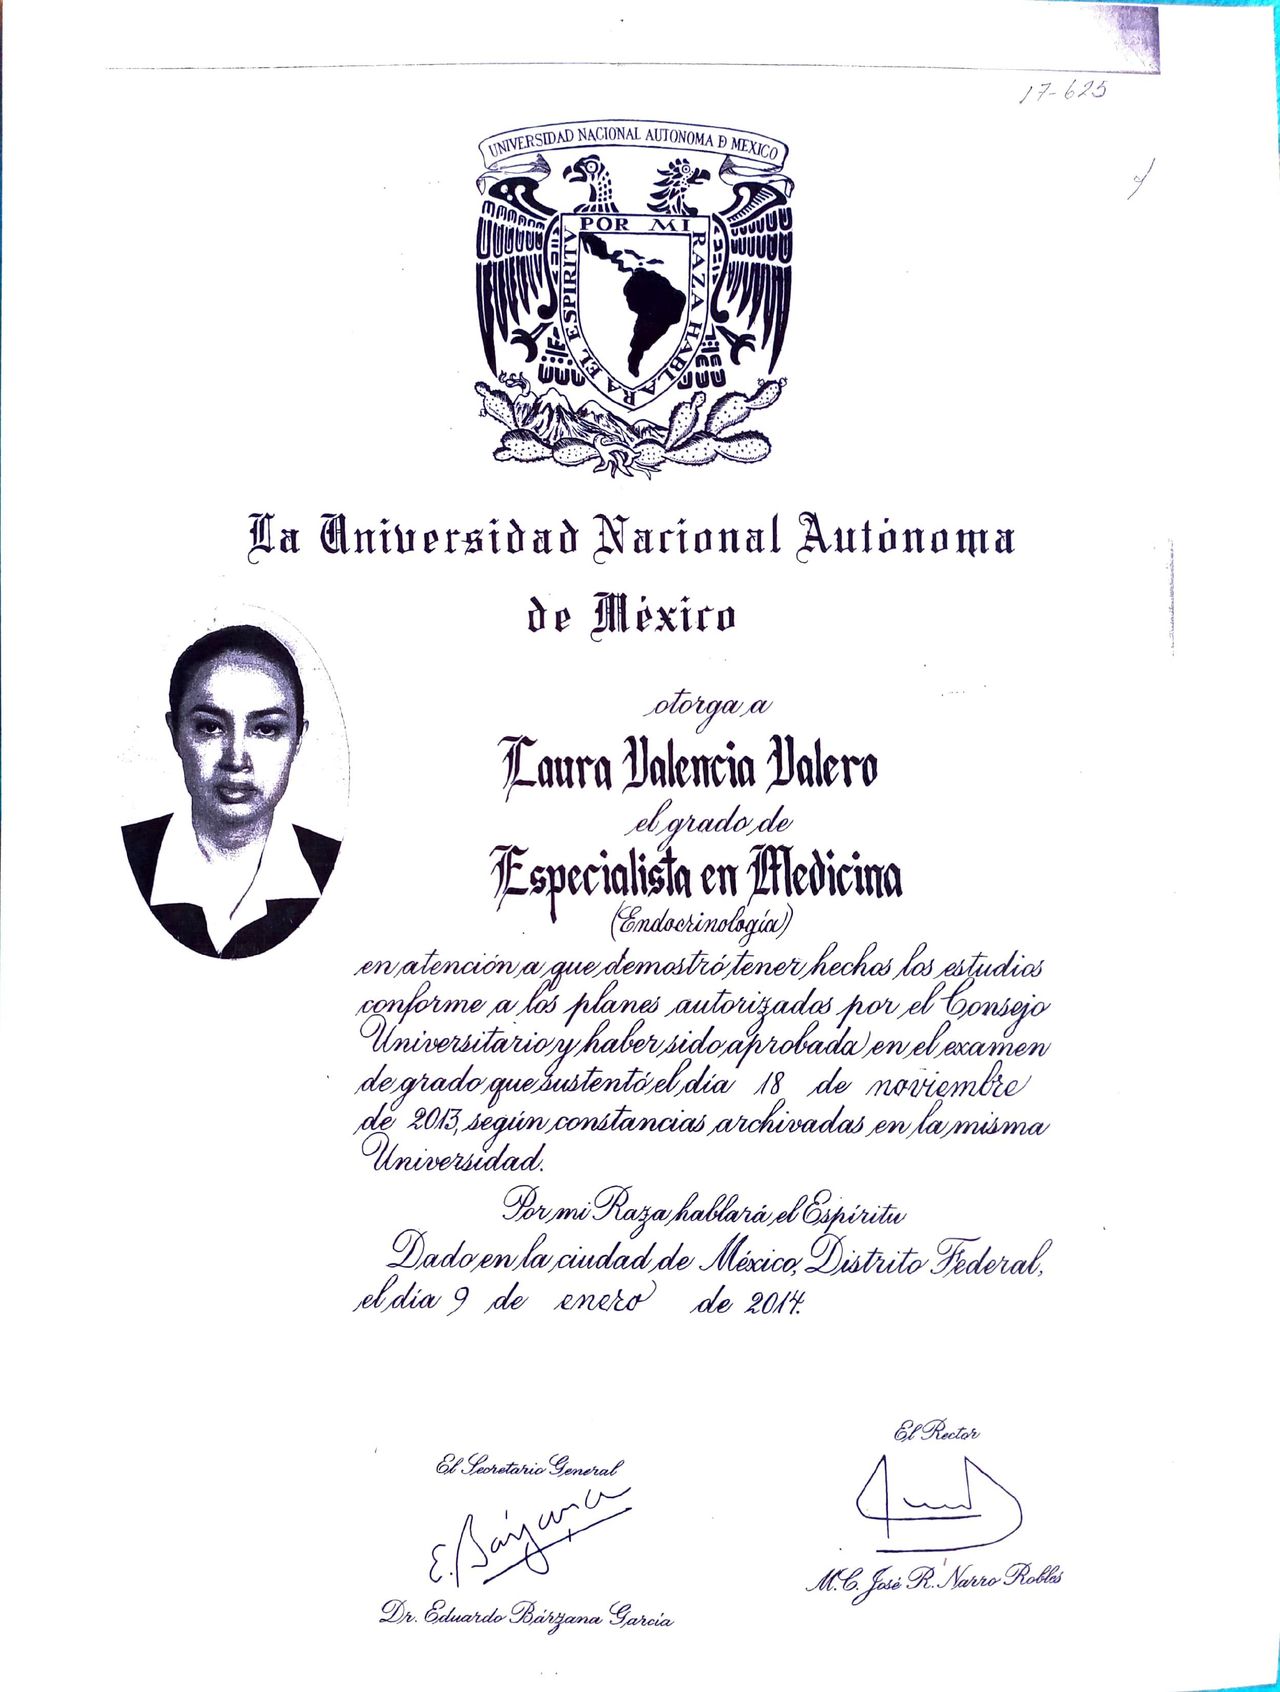 17-625
UNIVERSIDAD NACIONAL AUTONOMA D MEXICO
POR MI RAZA HABLARA EL ESPIRITV
La Universidad Nacional Autónoma
de México
otorga a
Laura Valencia Valero
el grado de
Especialista en Medicina
(Endocrinología)
en atención a que demostró tener hechos los estudios
conforme a los planes autorizados por el Consejo
Universitario y haber sido aprobada en el examen
de grado que sustentó el día 18 de noviembre
de 2013, según constancias archivadas en la misma
Universidad.
Por mi Raza hablará el Espíritu
Dado en la ciudad de México, Distrito Federal,
el día 9 de enero de 2014.
El Secretario General
E. Bárzana
Dr. Eduardo Bárzana García
El Rector
M.C. José R. Narro Robles